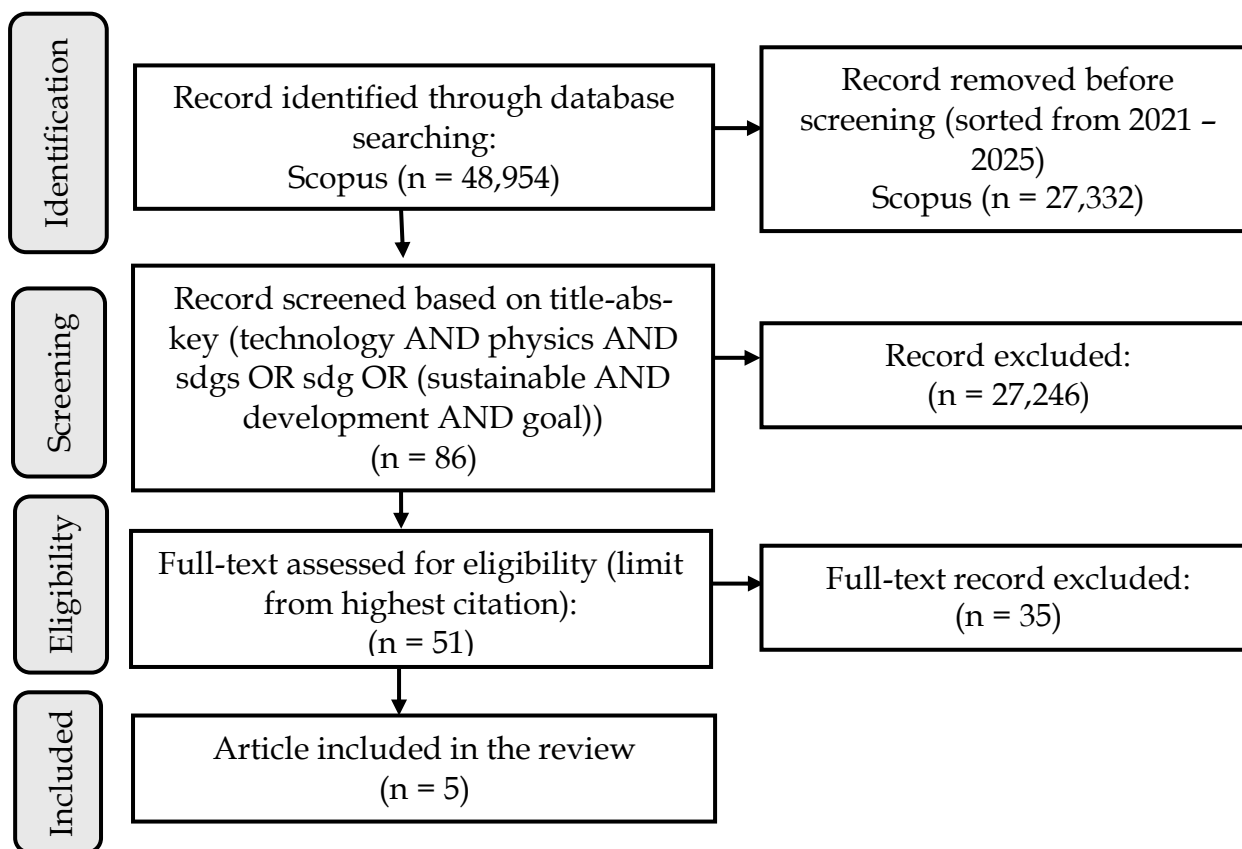 Identification
Record identified through database
searching:
Scopus (n = 48,954)
Record removed before
screening (sorted from 2021 –
2025)
Scopus (n = 27,332)
Screening
Record screened based on title-abs-
key (technology AND physics AND
sdgs OR sdg OR (sustainable AND
development AND goal))
(n = 86)
Record excluded:
(n = 27,246)
Eligibility
Full-text assessed for eligibility (limit
from highest citation):
(n = 51)
Full-text record excluded:
(n = 35)
Included
Article included in the review
(n = 5)